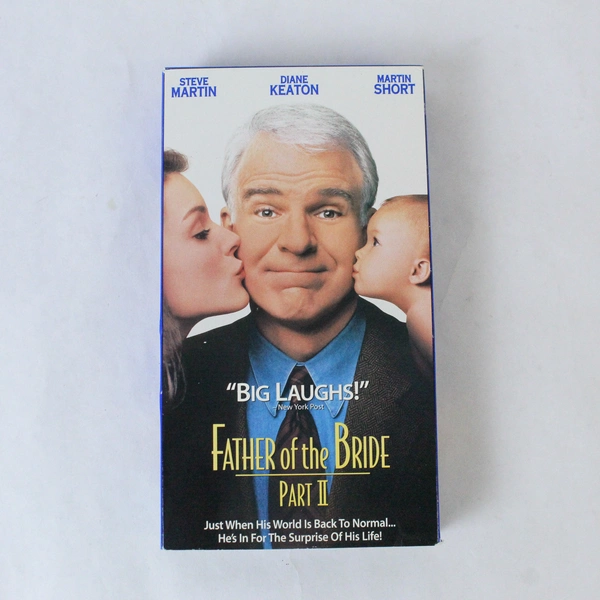 STEVE MARTIN
DIANE KEATON
MARTIN SHORT
"BIG LAUGHS!"
- New York Post
FATHER of the BRIDE
PART II
Just When His World Is Back To Normal...
He's In For The Surprise Of His Life!